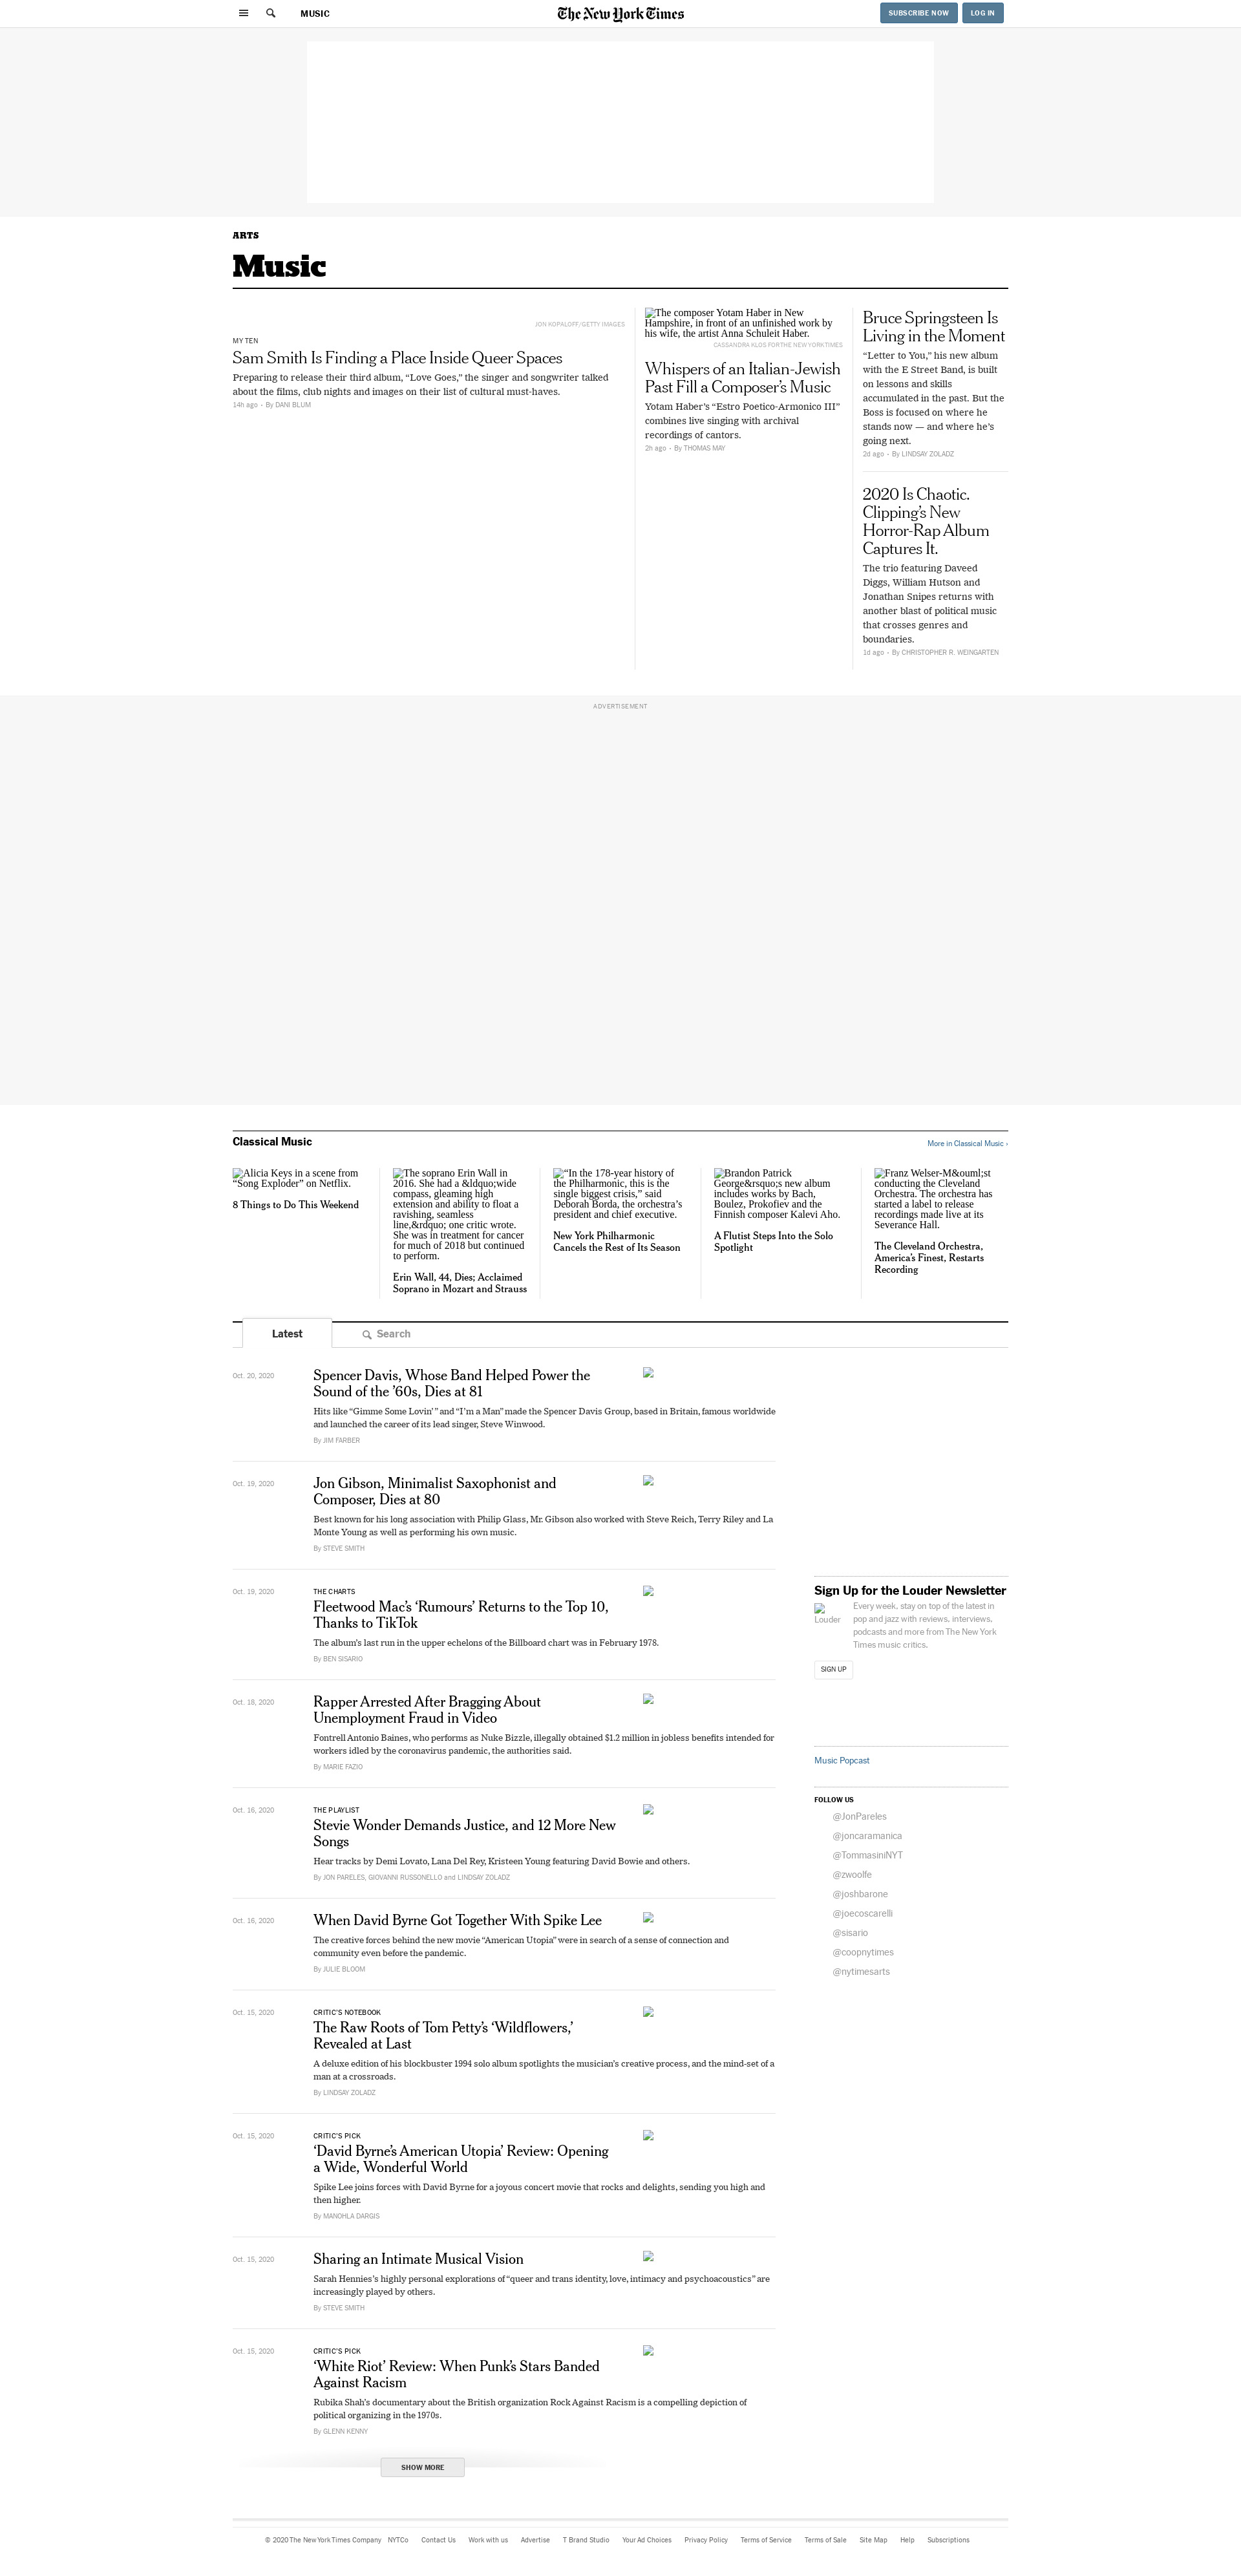 MUSIC
The New York Times
SUBSCRIBE NOW
LOG IN
ARTS
Music
JON KOPALOFF/GETTY IMAGES
MY TEN
Sam Smith Is Finding a Place Inside Queer Spaces
Preparing to release their third album, “Love Goes,” the singer and songwriter talked
about the films, club nights and images on their list of cultural must-haves.
14h ago • By DANI BLUM
The composer Yotam Haber in New
Hampshire, in front of an unfinished work by
his wife, the artist Anna Schuleit Haber.
CASSANDRA KLOS FOR THE NEW YORK TIMES
Whispers of an Italian-Jewish
Past Fill a Composer’s Music
Yotam Haber’s “Estro Poetico-Armonico III”
combines live singing with archival
recordings of cantors.
2h ago • By THOMAS MAY
Bruce Springsteen Is
Living in the Moment
“Letter to You,” his new album
with the E Street Band, is built
on lessons and skills
accumulated in the past. But the
Boss is focused on where he
stands now — and where he’s
going next.
2d ago • By LINDSAY ZOLADZ
2020 Is Chaotic.
Clipping’s New
Horror-Rap Album
Captures It.
The trio featuring Daveed
Diggs, William Hutson and
Jonathan Snipes returns with
another blast of political music
that crosses genres and
boundaries.
1d ago • By CHRISTOPHER R. WEINGARTEN
ADVERTISEMENT
Classical Music
More in Classical Music ›
Alicia Keys in a scene from
“Song Exploder” on Netflix.
8 Things to Do This Weekend
The soprano Erin Wall in
2016. She had a &ldquo;wide
compass, gleaming high
extension and ability to float a
ravishing, seamless
line,&rdquo; one critic wrote.
She was in treatment for cancer
for much of 2018 but continued
to perform.
Erin Wall, 44, Dies; Acclaimed
Soprano in Mozart and Strauss
“In the 178-year history of
the Philharmonic, this is the
single biggest crisis,” said
Deborah Borda, the orchestra’s
president and chief executive.
New York Philharmonic
Cancels the Rest of Its Season
Brandon Patrick
George&rsquo;s new album
includes works by Bach,
Boulez, Prokofiev and the
Finnish composer Kalevi Aho.
A Flutist Steps Into the Solo
Spotlight
Franz Welser-M&ouml;st
conducting the Cleveland
Orchestra. The orchestra has
started a label to release
recordings made live at its
Severance Hall.
The Cleveland Orchestra,
America’s Finest, Restarts
Recording
Latest
Search
Oct. 20, 2020
Spencer Davis, Whose Band Helped Power the
Sound of the ’60s, Dies at 81
Hits like “Gimme Some Lovin’ ” and “I’m a Man” made the Spencer Davis Group, based in Britain, famous worldwide
and launched the career of its lead singer, Steve Winwood.
By JIM FARBER
Oct. 19, 2020
Jon Gibson, Minimalist Saxophonist and
Composer, Dies at 80
Best known for his long association with Philip Glass, Mr. Gibson also worked with Steve Reich, Terry Riley and La
Monte Young as well as performing his own music.
By STEVE SMITH
Oct. 19, 2020
THE CHARTS
Fleetwood Mac’s ‘Rumours’ Returns to the Top 10,
Thanks to TikTok
The album’s last run in the upper echelons of the Billboard chart was in February 1978.
By BEN SISARIO
Oct. 18, 2020
Rapper Arrested After Bragging About
Unemployment Fraud in Video
Fontrell Antonio Baines, who performs as Nuke Bizzle, illegally obtained $1.2 million in jobless benefits intended for
workers idled by the coronavirus pandemic, the authorities said.
By MARIE FAZIO
Oct. 16, 2020
THE PLAYLIST
Stevie Wonder Demands Justice, and 12 More New
Songs
Hear tracks by Demi Lovato, Lana Del Rey, Kristeen Young featuring David Bowie and others.
By JON PARELES, GIOVANNI RUSSONELLO and LINDSAY ZOLADZ
Oct. 16, 2020
When David Byrne Got Together With Spike Lee
The creative forces behind the new movie “American Utopia” were in search of a sense of connection and
community even before the pandemic.
By JULIE BLOOM
Oct. 15, 2020
CRITIC’S NOTEBOOK
The Raw Roots of Tom Petty’s ‘Wildflowers,’
Revealed at Last
A deluxe edition of his blockbuster 1994 solo album spotlights the musician’s creative process, and the mind-set of a
man at a crossroads.
By LINDSAY ZOLADZ
Oct. 15, 2020
CRITIC’S PICK
‘David Byrne’s American Utopia’ Review: Opening
a Wide, Wonderful World
Spike Lee joins forces with David Byrne for a joyous concert movie that rocks and delights, sending you high and
then higher.
By MANOHLA DARGIS
Oct. 15, 2020
Sharing an Intimate Musical Vision
Sarah Hennies’s highly personal explorations of “queer and trans identity, love, intimacy and psychoacoustics” are
increasingly played by others.
By STEVE SMITH
Oct. 15, 2020
CRITIC’S PICK
‘White Riot’ Review: When Punk’s Stars Banded
Against Racism
Rubika Shah’s documentary about the British organization Rock Against Racism is a compelling depiction of
political organizing in the 1970s.
By GLENN KENNY
SHOW MORE
Sign Up for the Louder Newsletter
Louder
Every week, stay on top of the latest in
pop and jazz with reviews, interviews,
podcasts and more from The New York
Times music critics.
SIGN UP
Music Popcast
FOLLOW US
@JonPareles
@joncaramanica
@TommasiniNYT
@zwoolfe
@joshbarone
@joecoscarelli
@sisario
@coopnytimes
@nytimesarts
© 2020 The New York Times Company
NYTCo
Contact Us
Work with us
Advertise
T Brand Studio
Your Ad Choices
Privacy Policy
Terms of Service
Terms of Sale
Site Map
Help
Subscriptions